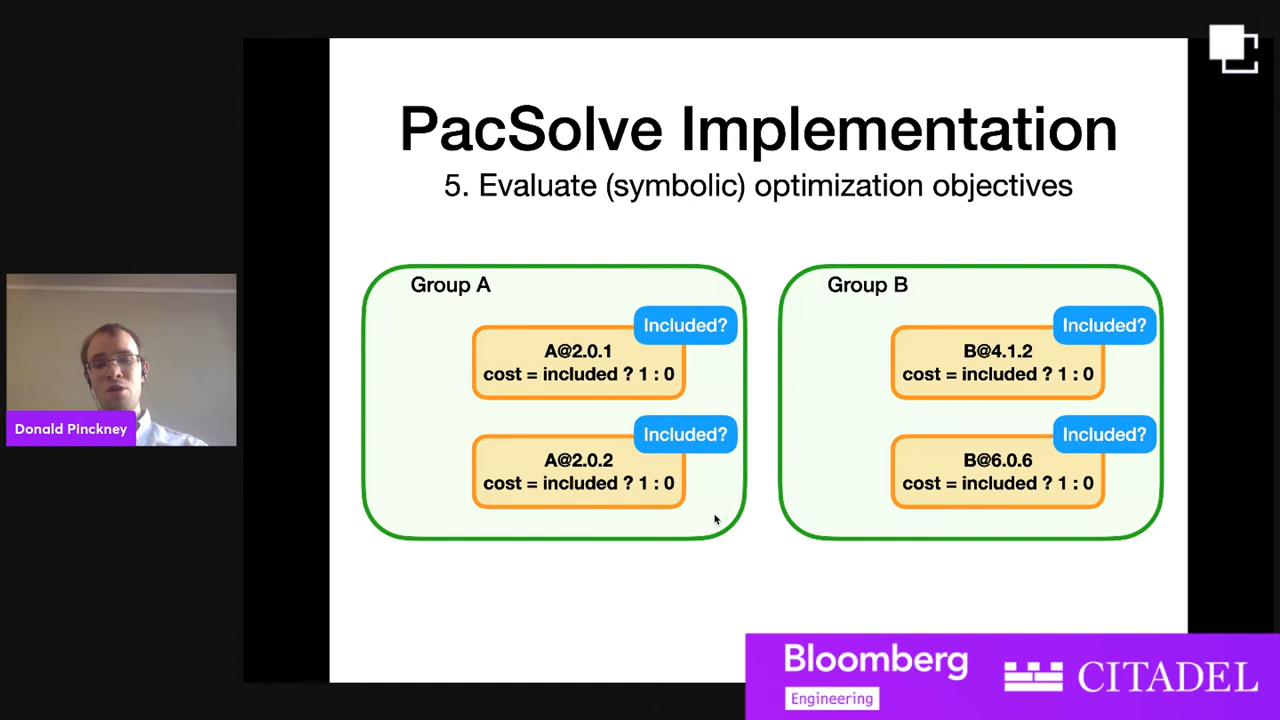 PacSolve Implementation
5. Evaluate (symbolic) optimization objectives
Group A
Included?
A@2.0.1
cost = included ? 1 : 0
Included?
A@2.0.2
cost = included ? 1 : 0
Group B
Included?
B@4.1.2
cost = included ? 1 : 0
Included?
B@6.0.6
cost = included ? 1 : 0
Donald Pinckney
Bloomberg
Engineering
CITADEL